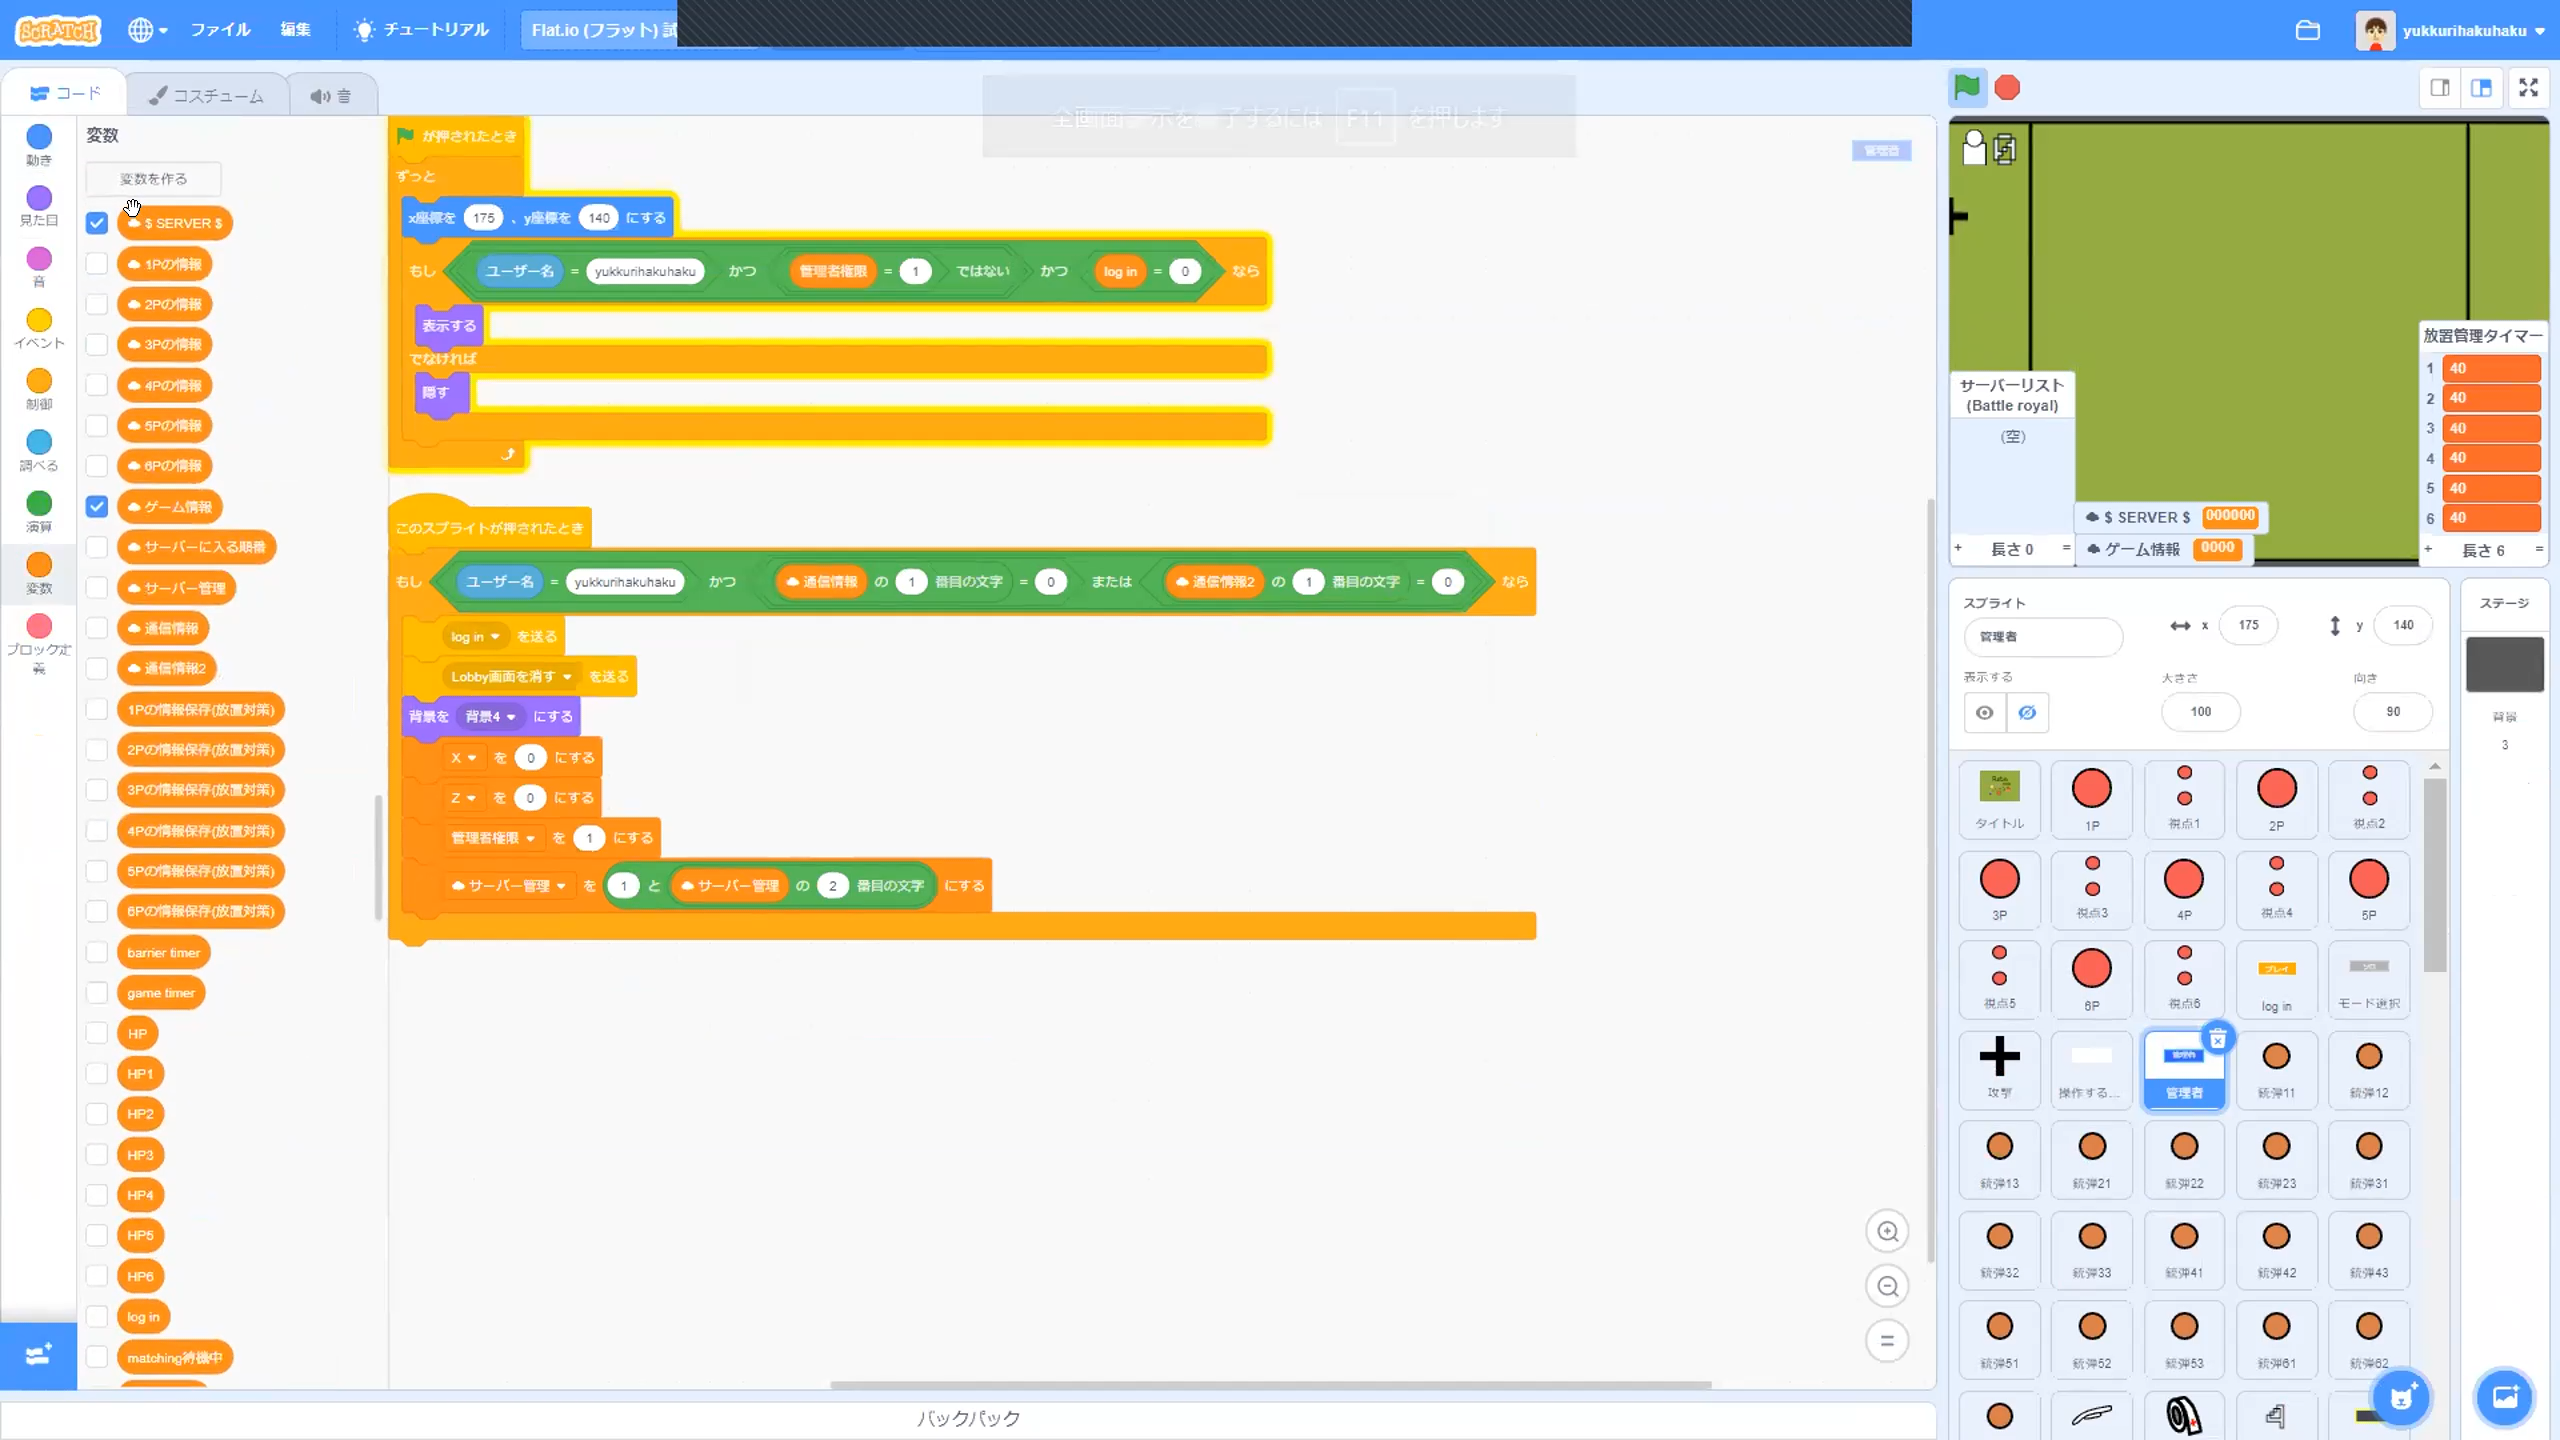 SCRATCH
ファイル
編集
チュートリアル
Flat.io (フラット) 試
yukkurihakuhaku
コード
コスチューム
音
全画面表示を終了するには F11 を押します
動き
見た目
音
イベント
制御
調べる
演算
変数
ブロック定義
変数
変数を作る
$ SERVER $
1Pの情報
2Pの情報
3Pの情報
4Pの情報
5Pの情報
6Pの情報
ゲーム情報
サーバーに入る順番
サーバー管理
通信情報
通信情報2
1Pの情報保存(放置対策)
2Pの情報保存(放置対策)
3Pの情報保存(放置対策)
4Pの情報保存(放置対策)
5Pの情報保存(放置対策)
6Pの情報保存(放置対策)
barrier timer
game timer
HP
HP1
HP2
HP3
HP4
HP5
HP6
log in
matching待機中
が押されたとき
ずっと
x座標を 175 、y座標を 140 にする
もし ユーザー名 = yukkurihakuhaku かつ 管理者権限 = 1 ではない かつ log in = 0 なら
表示する
でなければ
隠す
このスプライトが押されたとき
もし ユーザー名 = yukkurihakuhaku かつ 通信情報 の 1 番目の文字 = 0 または 通信情報2 の 1 番目の文字 = 0 なら
log in を送る
Lobby画面を消す を送る
背景を 背景4 にする
X を 0 にする
Z を 0 にする
管理者権限 を 1 にする
サーバー管理 を 1 と サーバー管理 の 2 番目の文字 にする
管理者
バックパック
サーバーリスト
(Battle royal)
(空)
+ 長さ 0 =
放置管理タイマー
1 40
2 40
3 40
4 40
5 40
6 40
+ 長さ 6 =
$ SERVER $ 000000
ゲーム情報 0000
スプライト
管理者
x 175
y 140
表示する
大きさ
100
向き
90
ステージ
背景
3
タイトル
1P
視点1
2P
視点2
3P
視点3
4P
視点4
5P
視点5
6P
視点6
プレイ
log in
モード選択
攻撃
操作する...
管理者
管理者
銃弾11
銃弾12
銃弾13
銃弾21
銃弾22
銃弾23
銃弾31
銃弾32
銃弾33
銃弾41
銃弾42
銃弾43
銃弾51
銃弾52
銃弾53
銃弾61
銃弾62